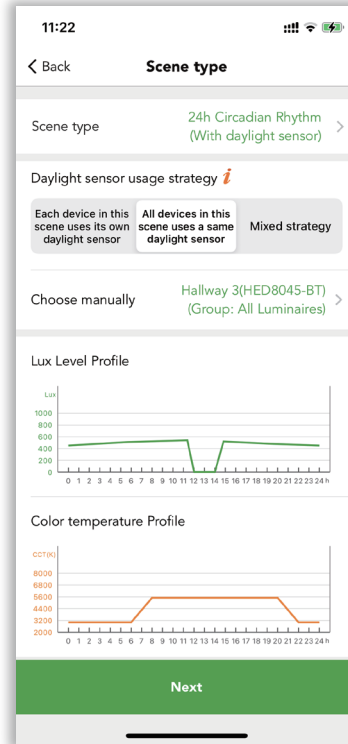 11:22
Back Scene type
Scene type
24h Circadian Rhythm
(With daylight sensor)
Daylight sensor usage strategy i
Each device in this
scene uses its own
daylight sensor
All devices in this
scene uses a same
daylight sensor
Mixed strategy
Choose manually
Hallway 3(HED8045-BT)
(Group: All Luminaires)
Lux Level Profile
Lux
1000
800
600
400
200
0
0 1 2 3 4 5 6 7 8 9 10 11 12 13 14 15 16 17 18 19 20 21 22 23 24 h
Color temperature Profile
CCT(K)
8000
6800
5600
4400
3200
2000
0 1 2 3 4 5 6 7 8 9 10 11 12 13 14 15 16 17 18 19 20 21 22 23 24 h
Next